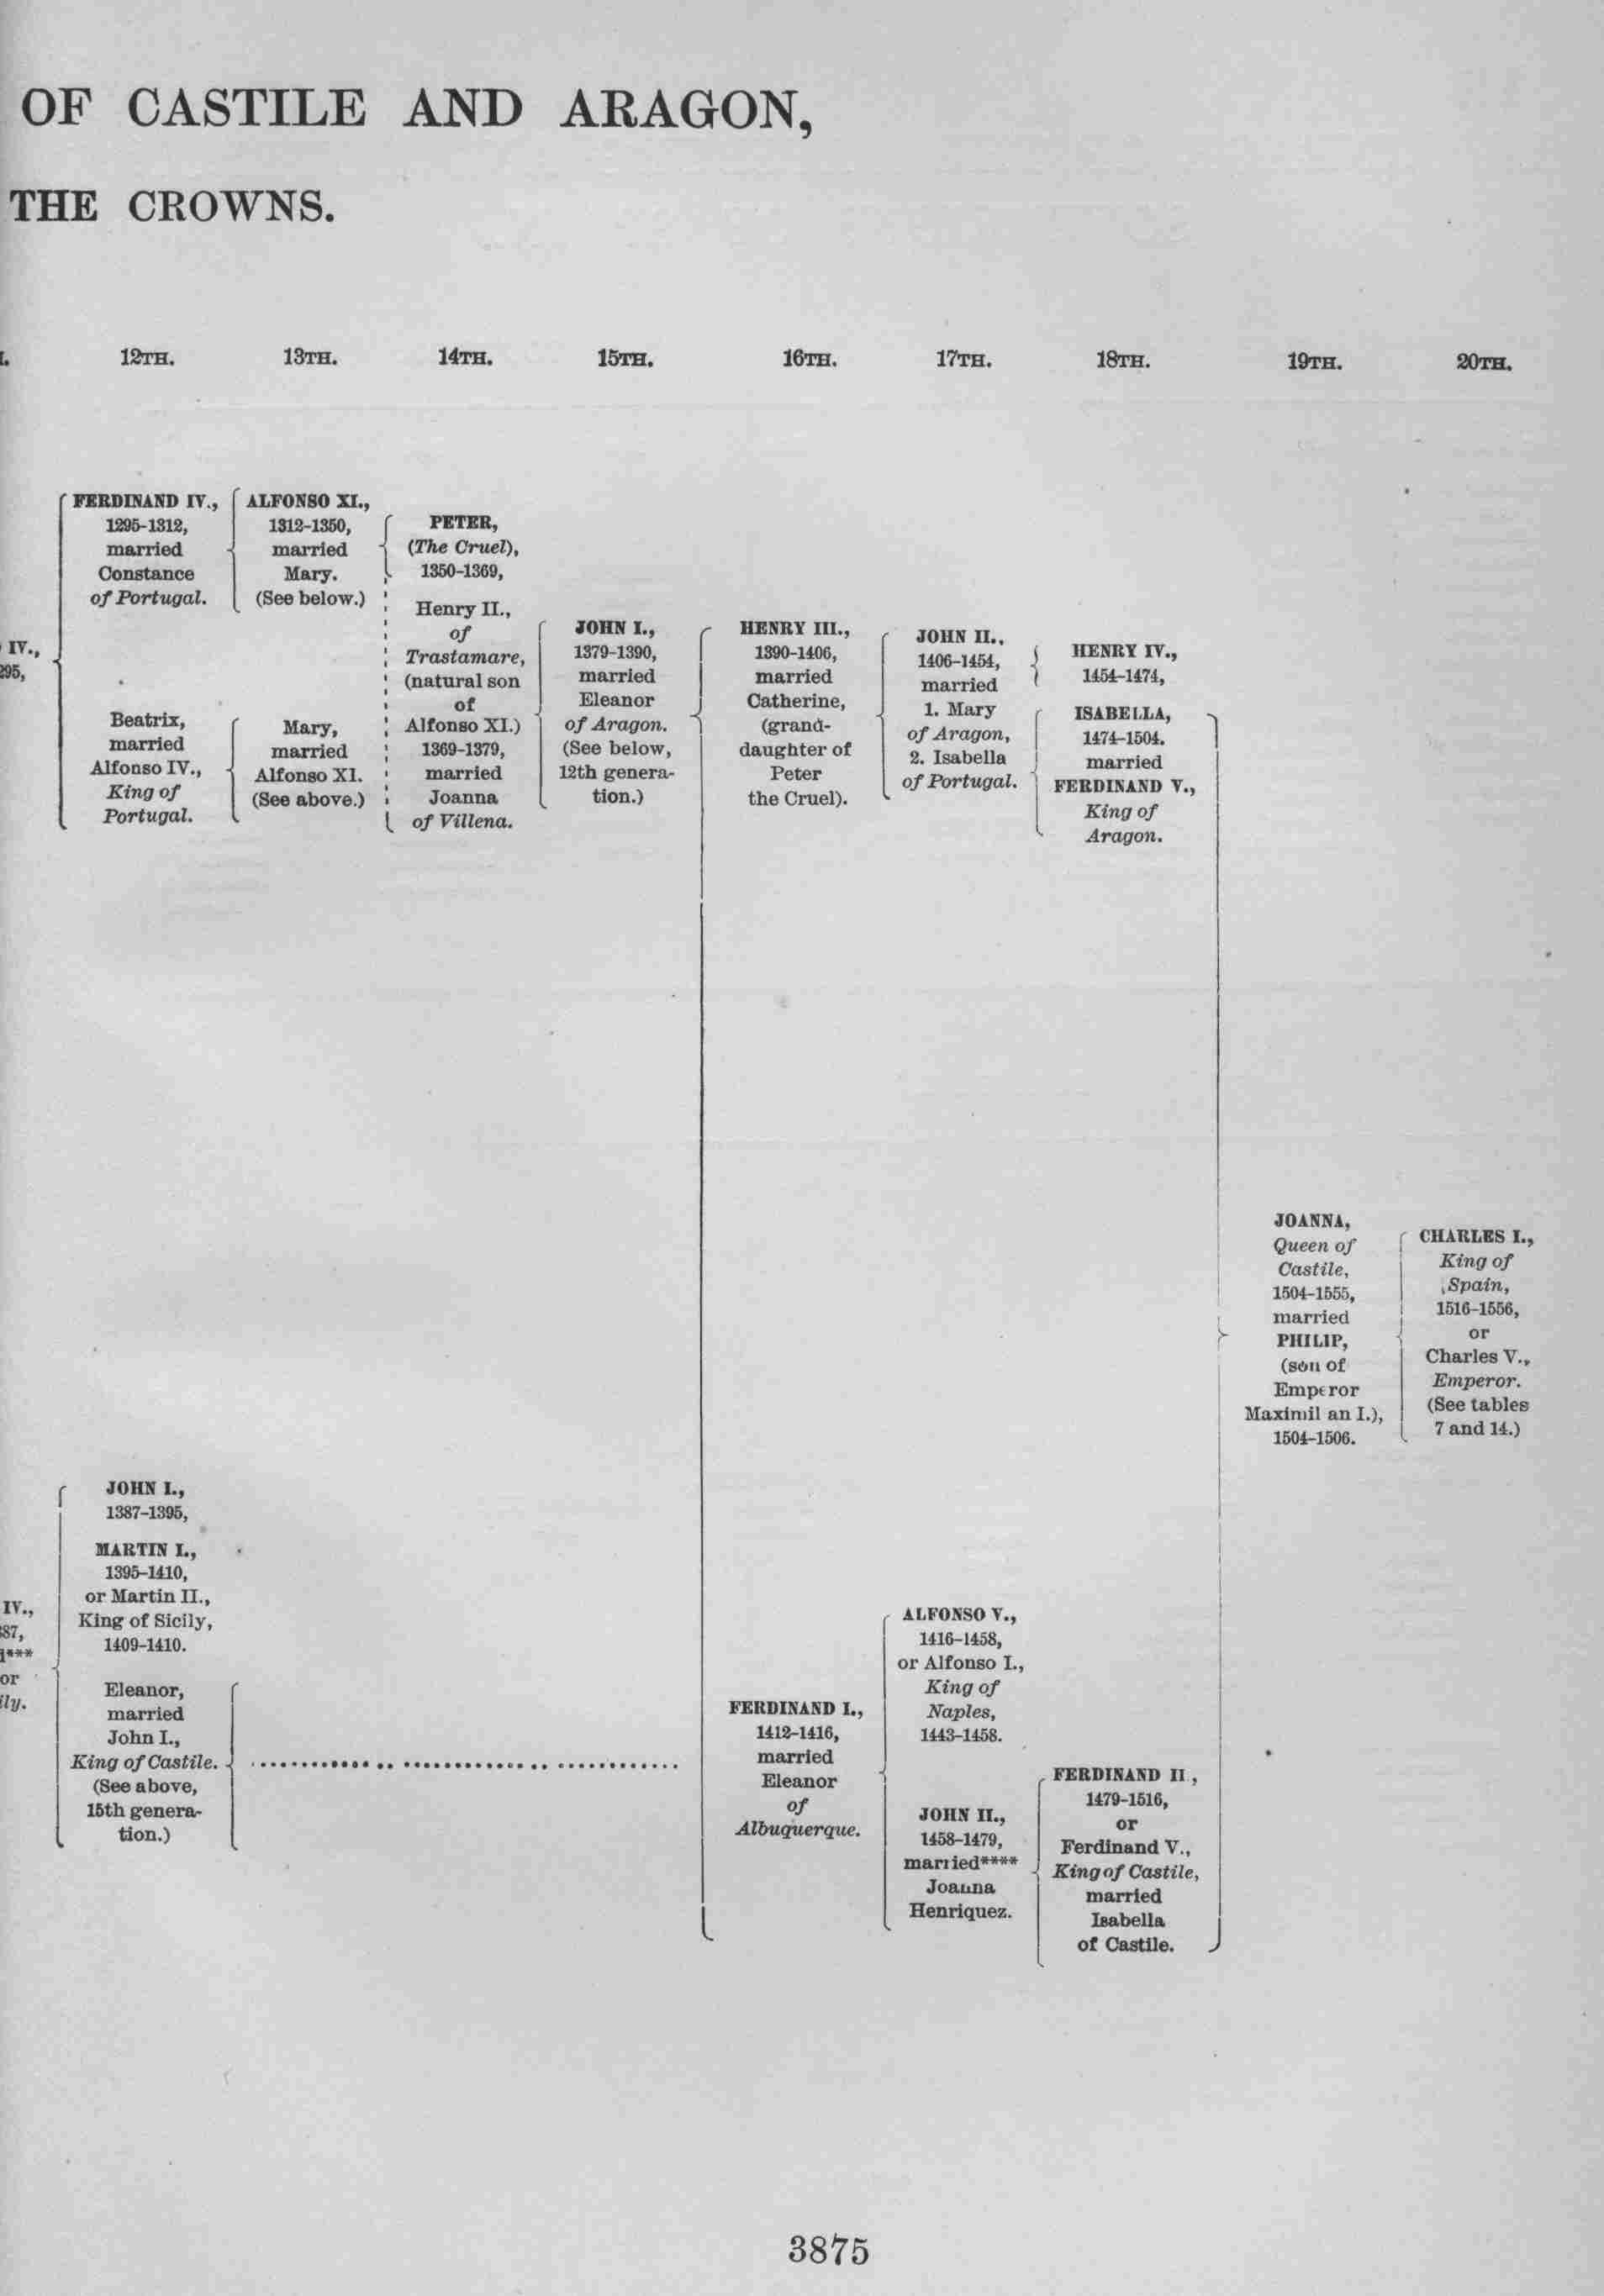 OF CASTILE AND ARAGON,
THE CROWNS.
12TH. 13TH. 14TH. 15TH. 16TH. 17TH. 18TH. 19TH. 20TH.
IV.,
295,
FERDINAND IV.,
1295-1312,
married
Constance
of Portugal.
Beatrix,
married
Alfonso IV.,
King of
Portugal.
ALFONSO XI.,
1312-1350,
married
Mary.
(See below.)
Mary,
married
Alfonso XI.
(See above.)
PETER,
(The Cruel),
1350-1369,
Henry II.,
of
Trastamare,
(natural son
of
Alfonso XI.)
1369-1379,
married
Joanna
of Villena.
JOHN I.,
1379-1390,
married
Eleanor
of Aragon.
(See below,
12th genera-
tion.)
HENRY III.,
1390-1406,
married
Catherine,
(grand-
daughter of
Peter
the Cruel).
JOHN II.,
1406-1454,
married
1. Mary
of Aragon,
2. Isabella
of Portugal.
HENRY IV.,
1454-1474,
ISABELLA,
1474-1504.
married
FERDINAND V.,
King of
Aragon.
JOANNA,
Queen of
Castile,
1504-1555,
married
PHILIP,
(son of
Emperor
Maximil an I.),
1504-1506.
CHARLES I.,
King of
Spain,
1516-1556,
or
Charles V.,
Emperor.
(See tables
7 and 14.)
IV.,
387,
***
or
ily.
JOHN I.,
1387-1395,
MARTIN I.,
1395-1410,
or Martin II.,
King of Sicily,
1409-1410.
Eleanor,
married
John I.,
King of Castile.
(See above,
15th genera-
tion.)
FERDINAND I.,
1412-1416,
married
Eleanor
of
Albuquerque.
ALFONSO V.,
1416-1458,
or Alfonso I.,
King of
Naples,
1443-1458.
JOHN II.,
1458-1479,
married****
Joanna
Henriquez.
FERDINAND II,
1479-1516,
or
Ferdinand V.,
King of Castile,
married
Isabella
of Castile.
3875